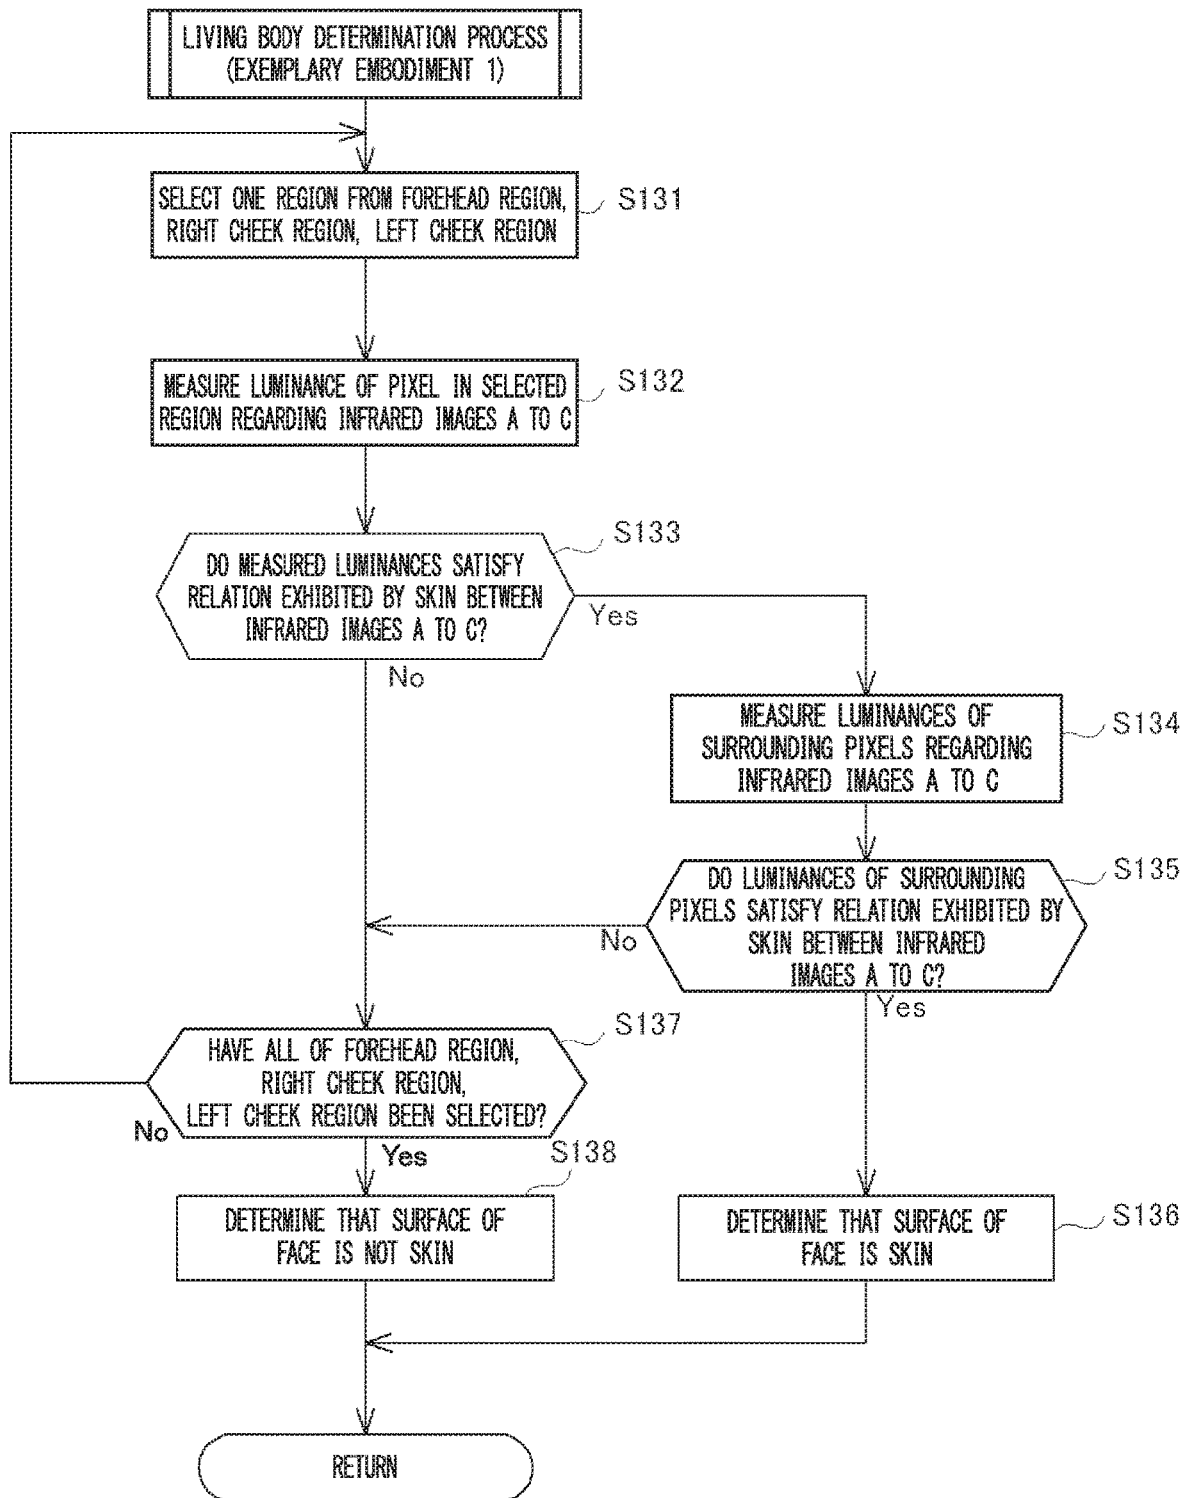 LIVING BODY DETERMINATION PROCESS
(EXEMPLARY EMBODIMENT 1)
SELECT ONE REGION FROM FOREHEAD REGION,
RIGHT CHEEK REGION, LEFT CHEEK REGION
S131
MEASURE LUMINANCE OF PIXEL IN SELECTED
REGION REGARDING INFRARED IMAGES A TO C
S132
DO MEASURED LUMINANCES SATISFY
RELATION EXHIBITED BY SKIN BETWEEN
INFRARED IMAGES A TO C?
S133
Yes
No
MEASURE LUMINANCES OF
SURROUNDING PIXELS REGARDING
INFRARED IMAGES A TO C
S134
DO LUMINANCES OF SURROUNDING
PIXELS SATISFY RELATION EXHIBITED BY
SKIN BETWEEN INFRARED
IMAGES A TO C?
S135
No
Yes
HAVE ALL OF FOREHEAD REGION,
RIGHT CHEEK REGION,
LEFT CHEEK REGION BEEN SELECTED?
S137
No
Yes
DETERMINE THAT SURFACE OF
FACE IS NOT SKIN
S138
DETERMINE THAT SURFACE OF
FACE IS SKIN
S136
RETURN